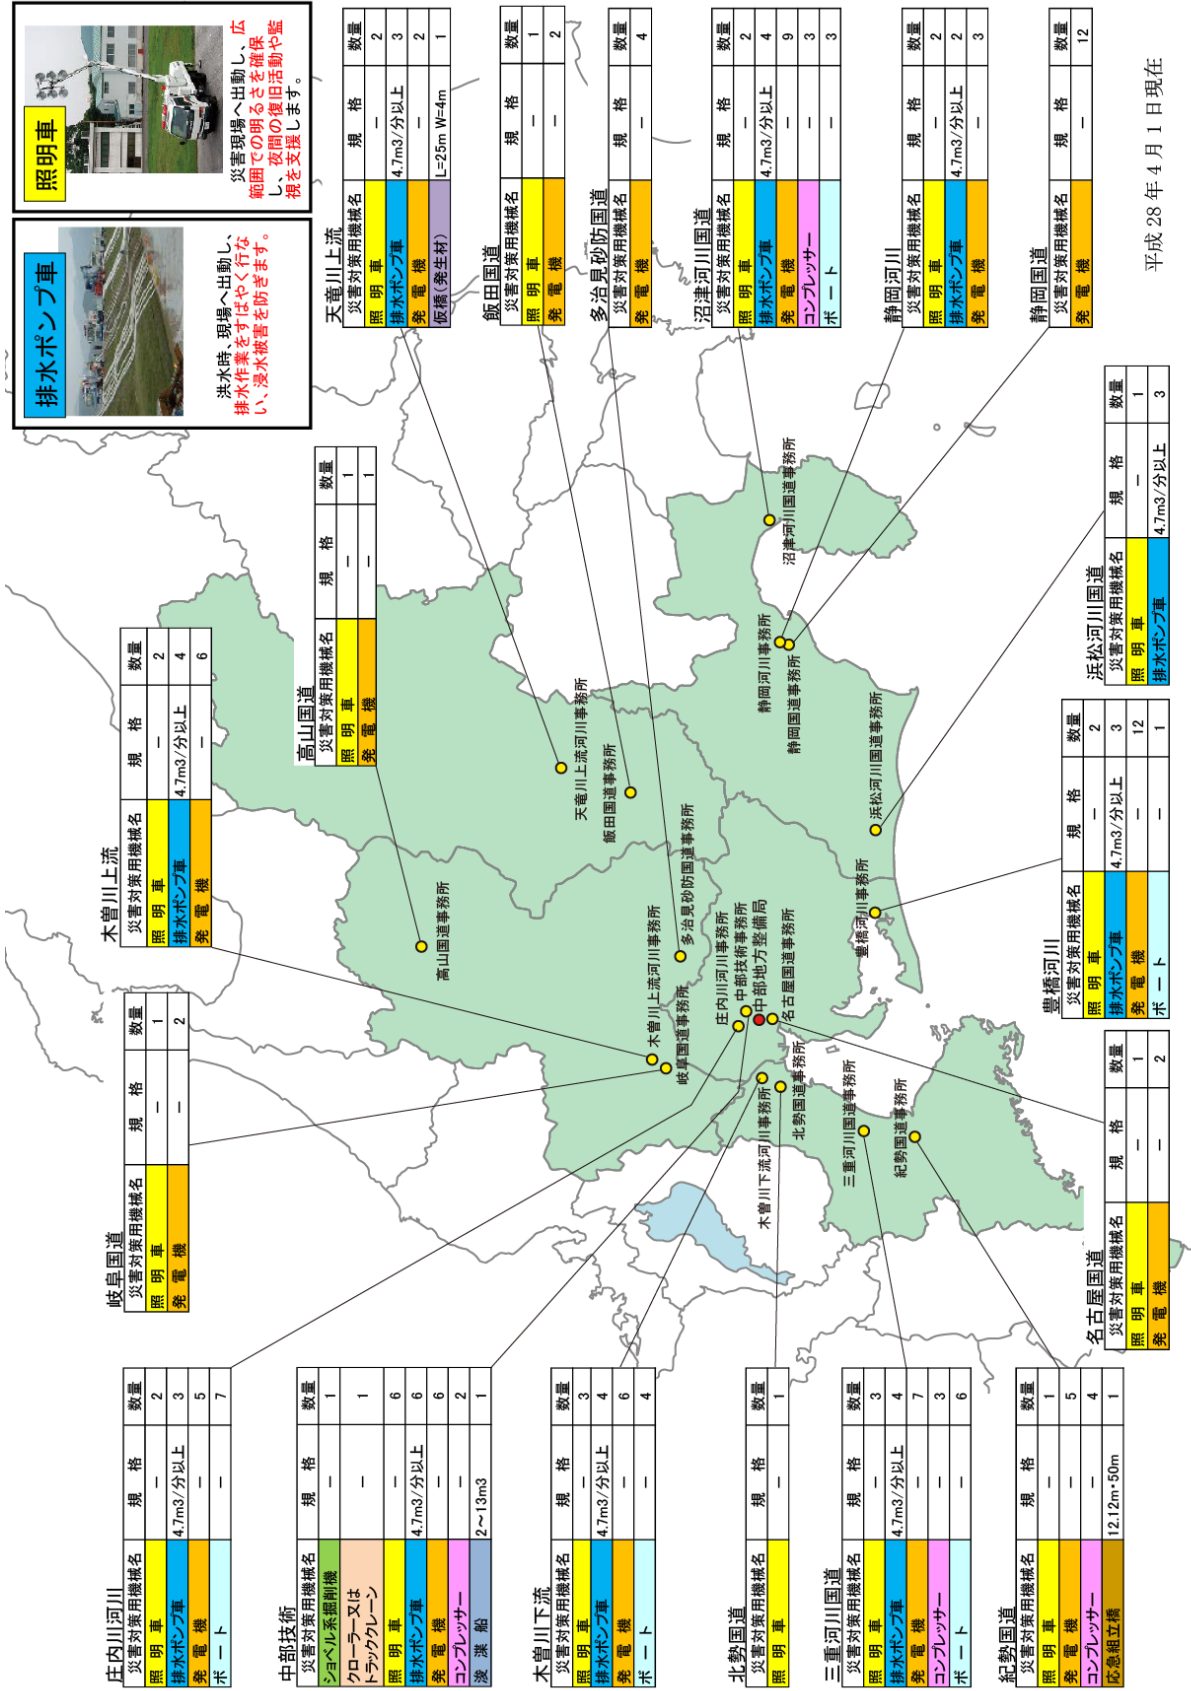 庄内川河川
災害対策用機械名 規格 数量
照明車 － 2
排水ポンプ車 4.7m3/分以上 3
発電機 － 5
ボート － 7
中部技術
災害対策用機械名 規格 数量
ショベル系掘削機 － 1
クローラー又は
トラッククレーン － 1
照明車 － 6
排水ポンプ車 4.7m3/分以上 6
発電機 － 6
コンプレッサー － 2
浚渫船 2～13m3 1
木曽川下流
災害対策用機械名 規格 数量
照明車 － 3
排水ポンプ車 4.7m3/分以上 4
発電機 － 6
ボート － 4
北勢国道
災害対策用機械名 規格 数量
照明車 － 1
三重河川国道
災害対策用機械名 規格 数量
照明車 － 3
排水ポンプ車 4.7m3/分以上 4
発電機 － 7
コンプレッサー － 3
ボート － 6
紀勢国道
災害対策用機械名 規格 数量
照明車 － 1
発電機 － 5
コンプレッサー － 4
応急組立橋 12.12m・50m 1
岐阜国道
災害対策用機械名 規格 数量
照明車 － 1
発電機 － 2
木曽川上流
災害対策用機械名 規格 数量
照明車 － 2
排水ポンプ車 4.7m3/分以上 4
発電機 － 6
高山国道
災害対策用機械名 規格 数量
照明車 － 1
発電機 － 1
高山国道事務所
木曽川上流河川事務所
岐阜国道事務所
多治見砂防国道事務所
天竜川上流河川事務所
飯田国道事務所
庄内川河川事務所
中部技術事務所
中部地方整備局
名古屋国道事務所
木曽川下流河川事務所
北勢国道事務所
三重河川国道事務所
紀勢国道事務所
豊橋河川事務所
浜松河川国道事務所
静岡河川事務所
静岡国道事務所
沼津河川国道事務所
名古屋国道
災害対策用機械名 規格 数量
照明車 － 1
発電機 － 2
豊橋河川
災害対策用機械名 規格 数量
照明車 － 2
排水ポンプ車 4.7m3/分以上 3
発電機 － 12
ボート － 1
浜松河川国道
災害対策用機械名 規格 数量
照明車 － 1
排水ポンプ車 4.7m3/分以上 3
排水ポンプ車
洪水時、現場へ出動し、
排水作業をすばやく行な
い、浸水被害を防ぎます。
照明車
災害現場へ出動し、広
範囲での明るさを確保
し、夜間の復旧活動や監
視を支援します。
天竜川上流
災害対策用機械名 規格 数量
照明車 － 2
排水ポンプ車 4.7m3/分以上 3
発電機 － 2
仮橋(発生材) L=25m W=4m 1
飯田国道
災害対策用機械名 規格 数量
照明車 － 1
発電機 － 2
多治見砂防国道
災害対策用機械名 規格 数量
発電機 － 4
沼津河川国道
災害対策用機械名 規格 数量
照明車 － 2
排水ポンプ車 4.7m3/分以上 4
発電機 － 9
コンプレッサー － 3
ボート － 3
静岡河川
災害対策用機械名 規格 数量
照明車 － 2
排水ポンプ車 4.7m3/分以上 2
発電機 － 3
静岡国道
災害対策用機械名 規格 数量
発電機 － 12
平成28年4月1日現在